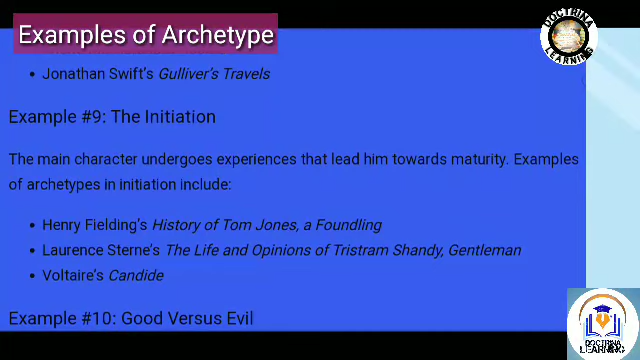 Examples of Archetype
DOCTRINA
LEARNING
• Jonathan Swift's Gulliver's Travels
Example #9: The Initiation
The main character undergoes experiences that lead him towards maturity. Examples
of archetypes in initiation include:
• Henry Fielding's History of Tom Jones, a Foundling
• Laurence Sterne's The Life and Opinions of Tristram Shandy, Gentleman
• Voltaire's Candide
Example #10: Good Versus Evil
DOCTRINA
LEARNING